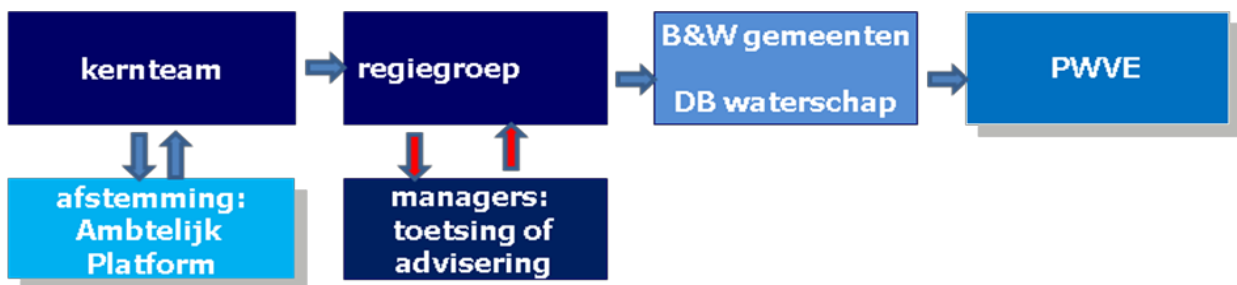 kernteam
regiegroep
B&W gemeenten
DB waterschap
PWVE
afstemming:
Ambtelijk
Platform
managers:
toetsing of
advisering